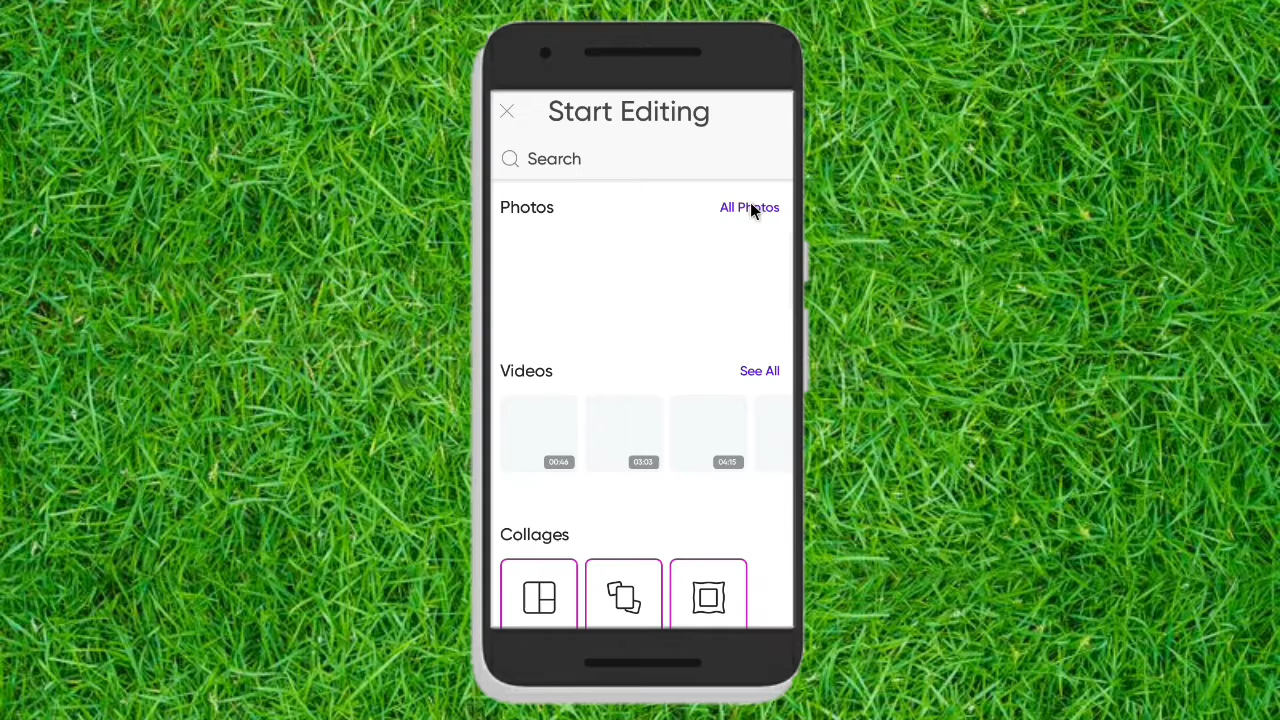 Start Editing
Search
Photos
All Photos
Videos
See All
00:46
03:03
04:15
Collages